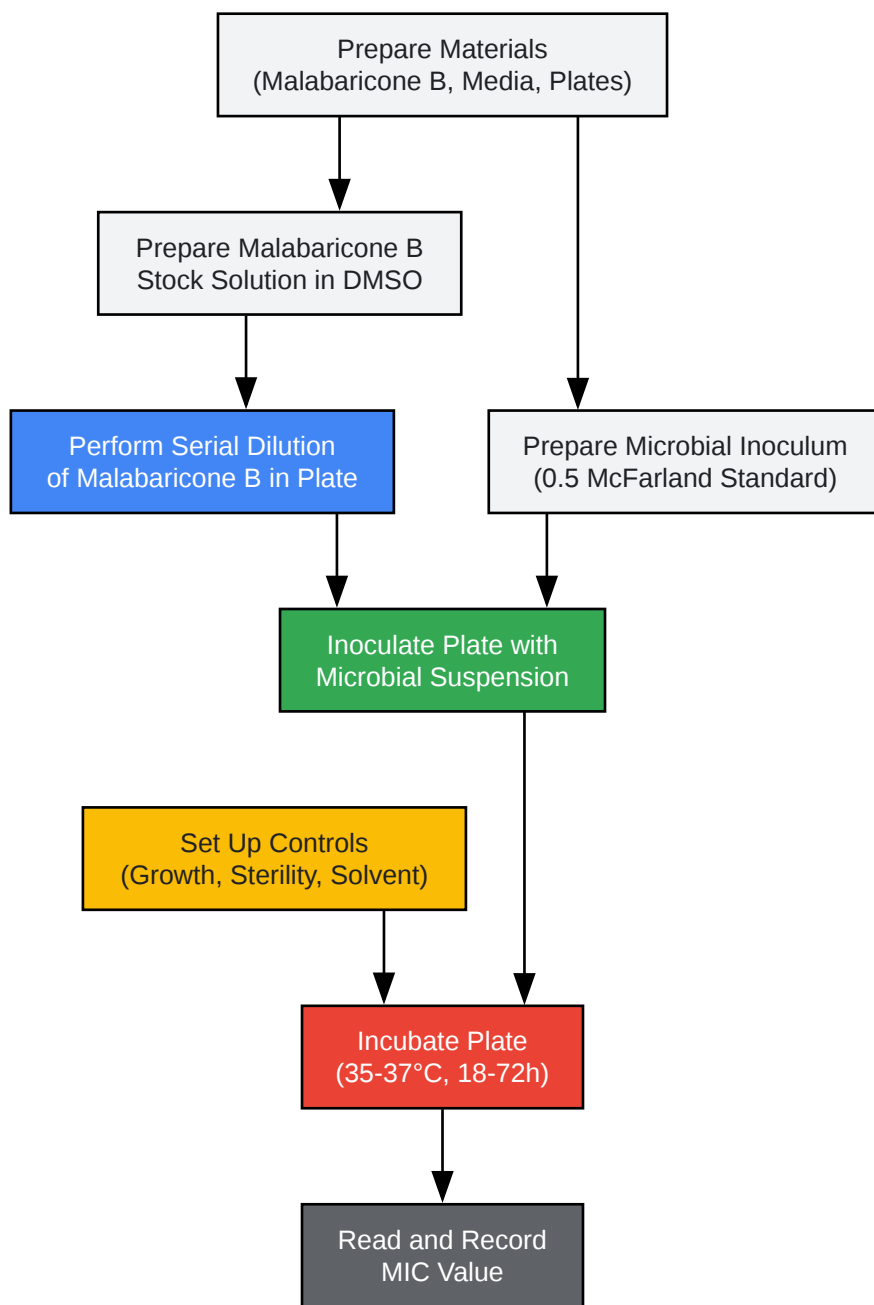 Prepare Materials
(Malabaricone B, Media, Plates)
Prepare Malabaricone B
Stock Solution in DMSO
Perform Serial Dilution
of Malabaricone B in Plate
Prepare Microbial Inoculum
(0.5 McFarland Standard)
Inoculate Plate with
Microbial Suspension
Set Up Controls
(Growth, Sterility, Solvent)
Incubate Plate
(35-37°C, 18-72h)
Read and Record
MIC Value